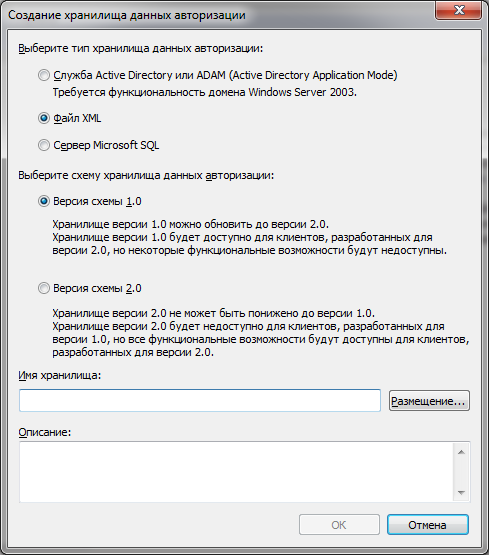 Создание хранилища данных авторизации
Выберите тип хранилища данных авторизации:
Служба Active Directory или ADAM (Active Directory Application Mode)
Требуется функциональность домена Windows Server 2003.
Файл XML
Сервер Microsoft SQL
Выберите схему хранилища данных авторизации:
Версия схемы 1.0
Хранилище версии 1.0 можно обновить до версии 2.0.
Хранилище версии 1.0 будет доступно для клиентов, разработанных для
версии 2.0, но некоторые функциональные возможности будут недоступны.
Версия схемы 2.0
Хранилище версии 2.0 не может быть понижено до версии 1.0.
Хранилище версии 2.0 будет недоступно для клиентов, разработанных для
версии 1.0, но все функциональные возможности будут доступны для клиентов,
разработанных для версии 2.0.
Имя хранилища:
Размещение...
Описание:
ОК Отмена